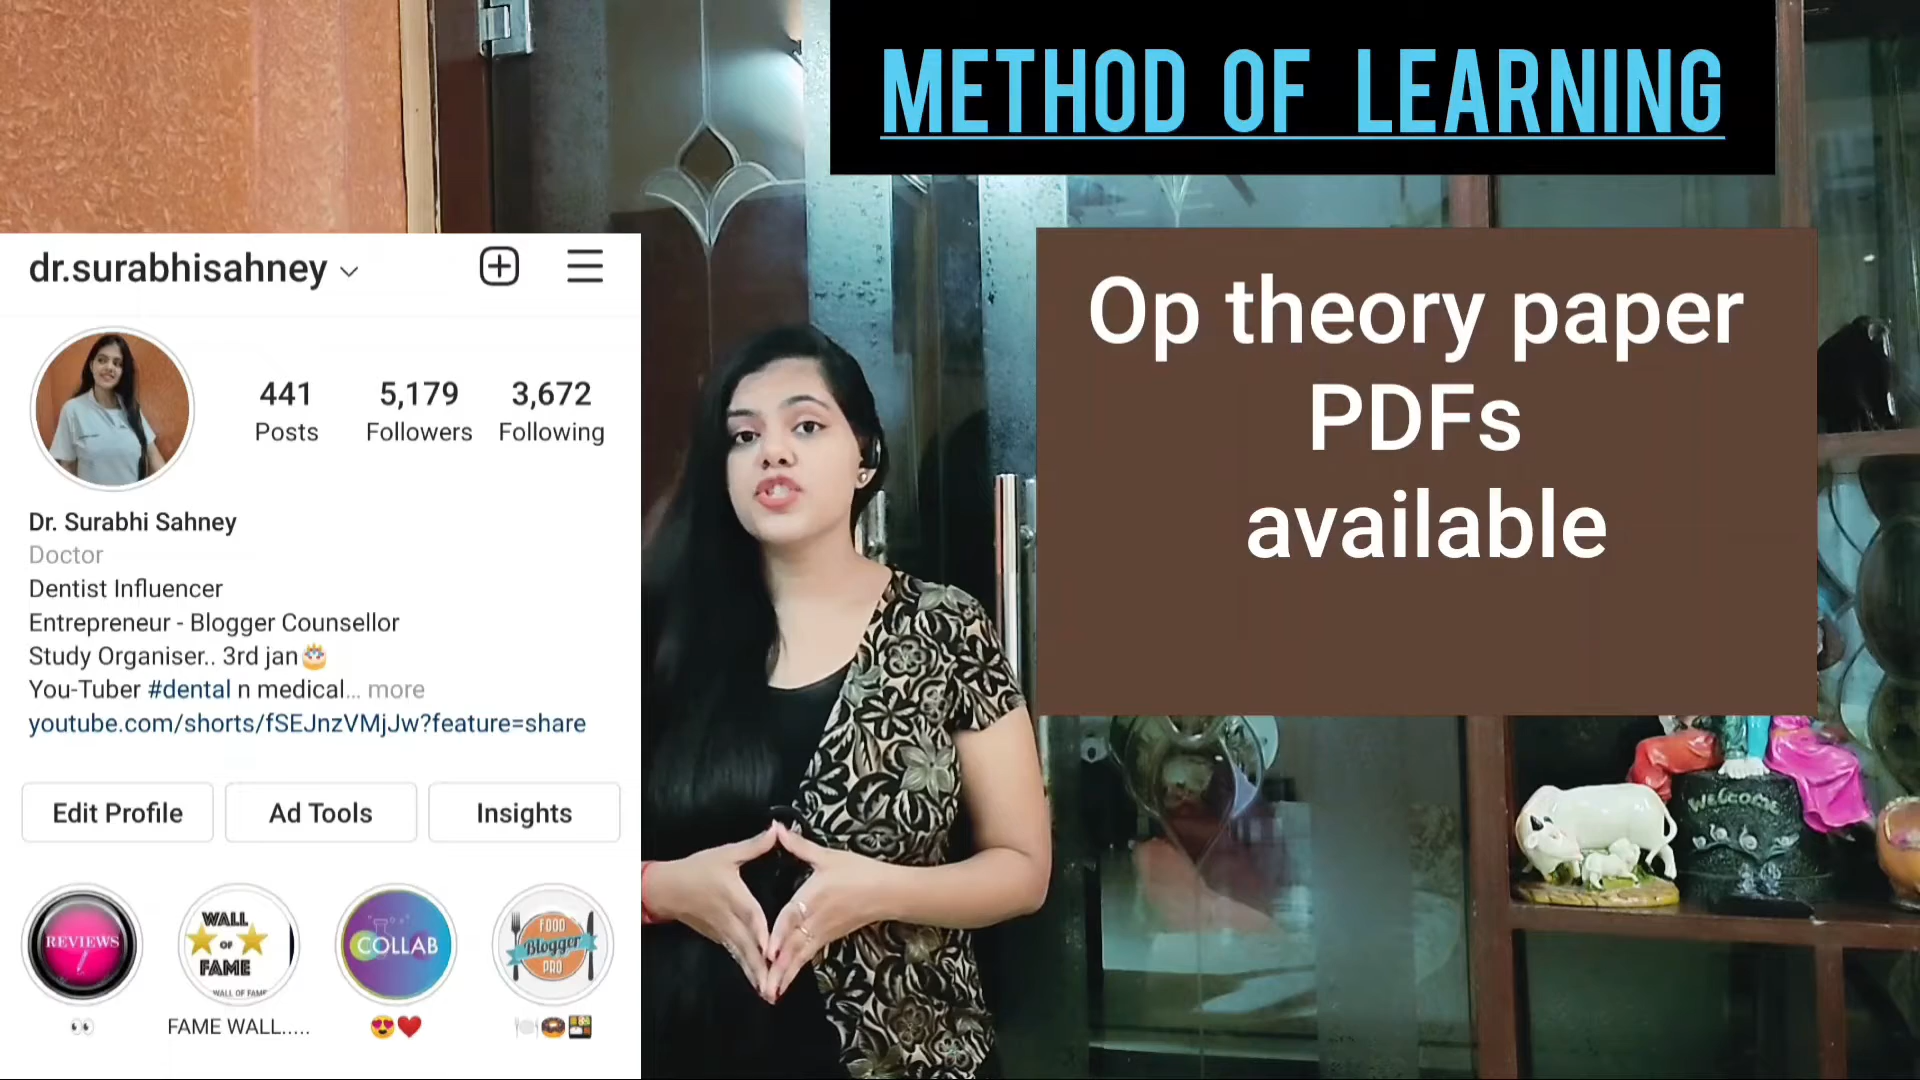 METHOD OF LEARNING
dr.surabhisahney
441
Posts
5,179
Followers
3,672
Following
Dr. Surabhi Sahney
Doctor
Dentist Influencer
Entrepreneur - Blogger Counsellor
Study Organiser.. 3rd jan🎂
You-Tuber #dental n medical... more
youtube.com/shorts/fSEJnzVMjJw?feature=share
Edit Profile
Ad Tools
Insights
REVIEWS
WALL
OF
FAME
WALL OF FAME
COLLAB
FOOD
Blogger
PRO
👀
FAME WALL.....
😍❤️
🍽️🍩🍱
Op theory paper
PDFs
available
Welcome